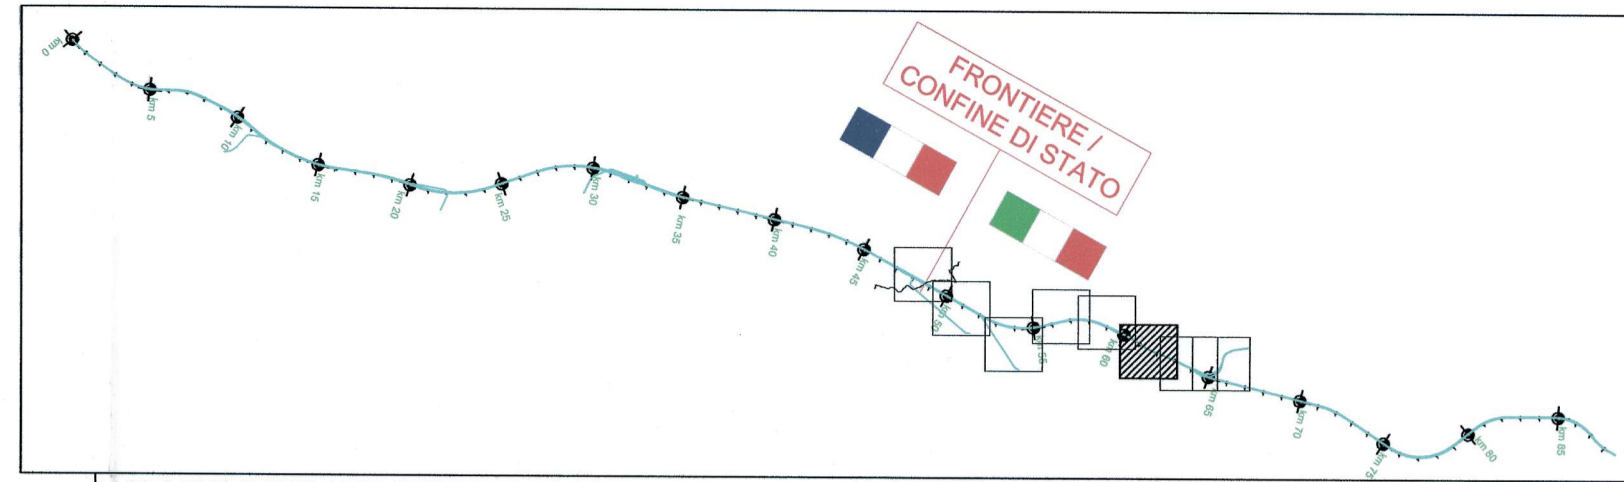 km 0
km 5
km 10
km 15
km 20
km 25
km 30
km 35
km 40
km 45
FRONTIERE /
CONFINE DI STATO
km 50
km 55
km 60
km 65
km 70
km 75
km 80
km 85